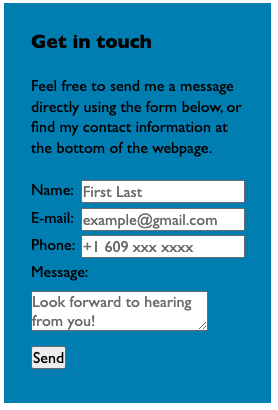 Get in touch
Feel free to send me a message
directly using the form below, or
find my contact information at
the bottom of the webpage.
Name: First Last
E-mail: example@gmail.com
Phone: +1 609 xxx xxxx
Message:
Look forward to hearing
from you!
Send